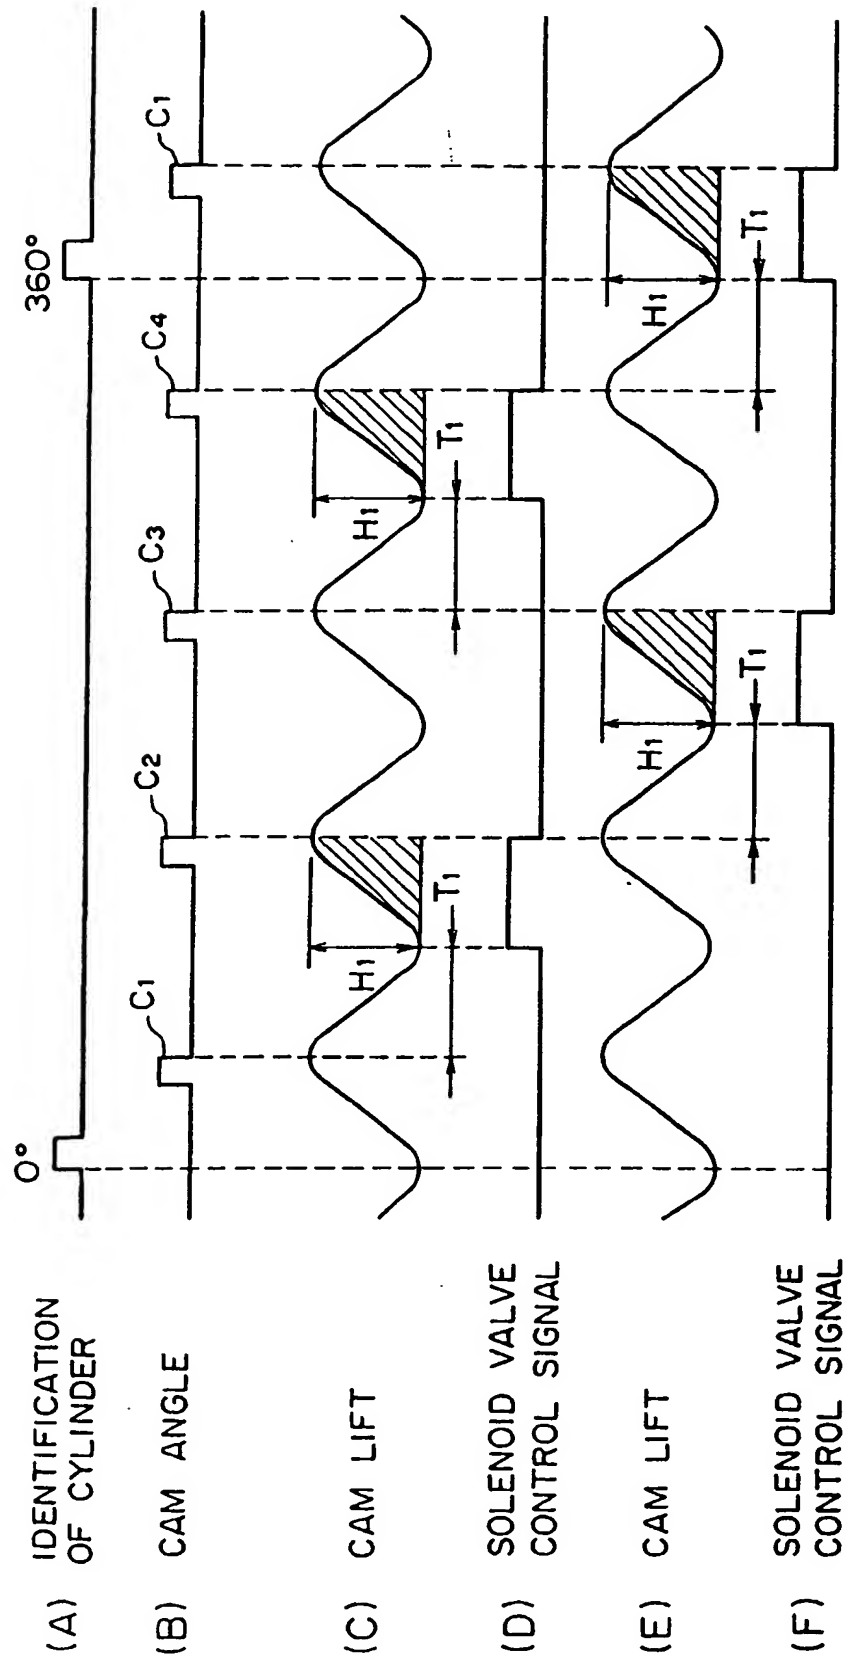 (A) IDENTIFICATION
OF CYLINDER
0°
360°
(B) CAM ANGLE
C1
C2
C3
C4
C1
(C) CAM LIFT
H1
T1
H1
T1
(D) SOLENOID VALVE
CONTROL SIGNAL
(E) CAM LIFT
H1
T1
H1
T1
(F) SOLENOID VALVE
CONTROL SIGNAL